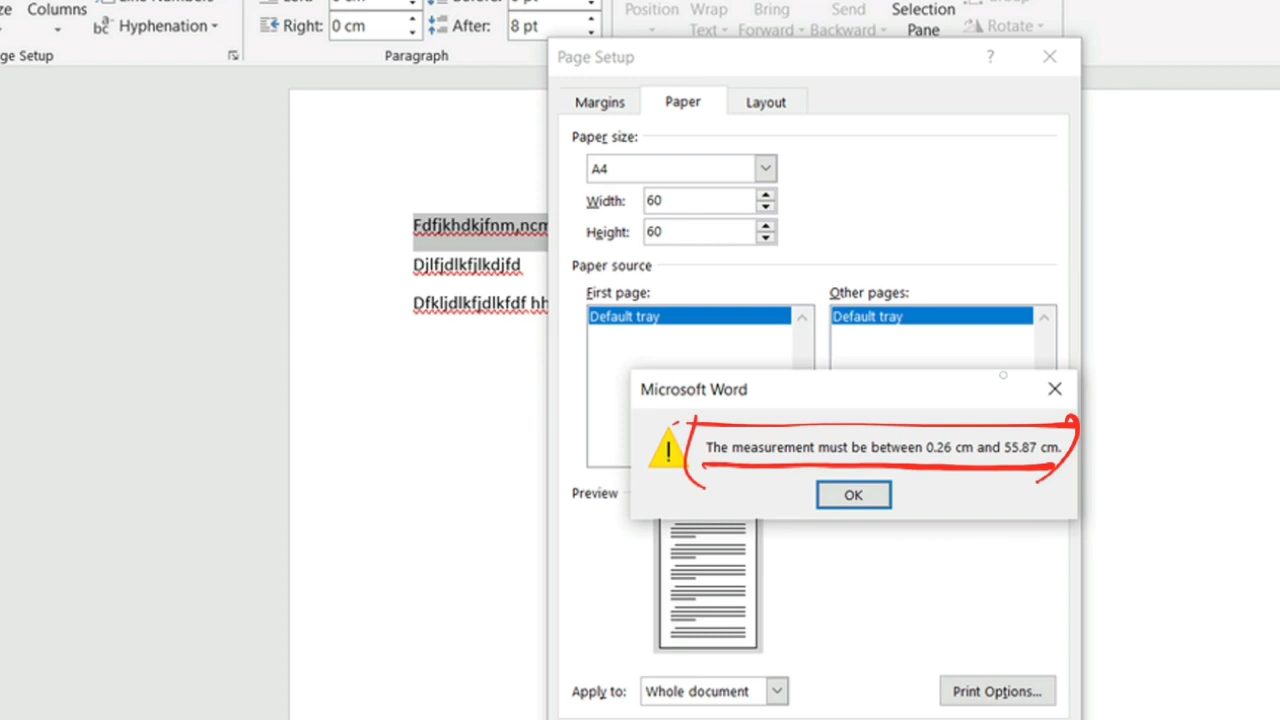 ze Columns
Hyphenation
ge Setup
Right: 0 cm
After: 8 pt
Paragraph
Position Wrap Bring Send Selection
Text Forward Backward Pane Rotate
Page Setup ?
Margins Paper Layout
Paper size:
A4
Width: 60
Height: 60
Paper source
First page: Other pages:
Default tray Default tray
Fdfjkhdkjfnm,ncm
Djlfjdlkfjlkdjfd
Dfkljdlkfjdlkfdf hh
Microsoft Word
The measurement must be between 0.26 cm and 55.87 cm.
OK
Preview
Apply to: Whole document
Print Options...